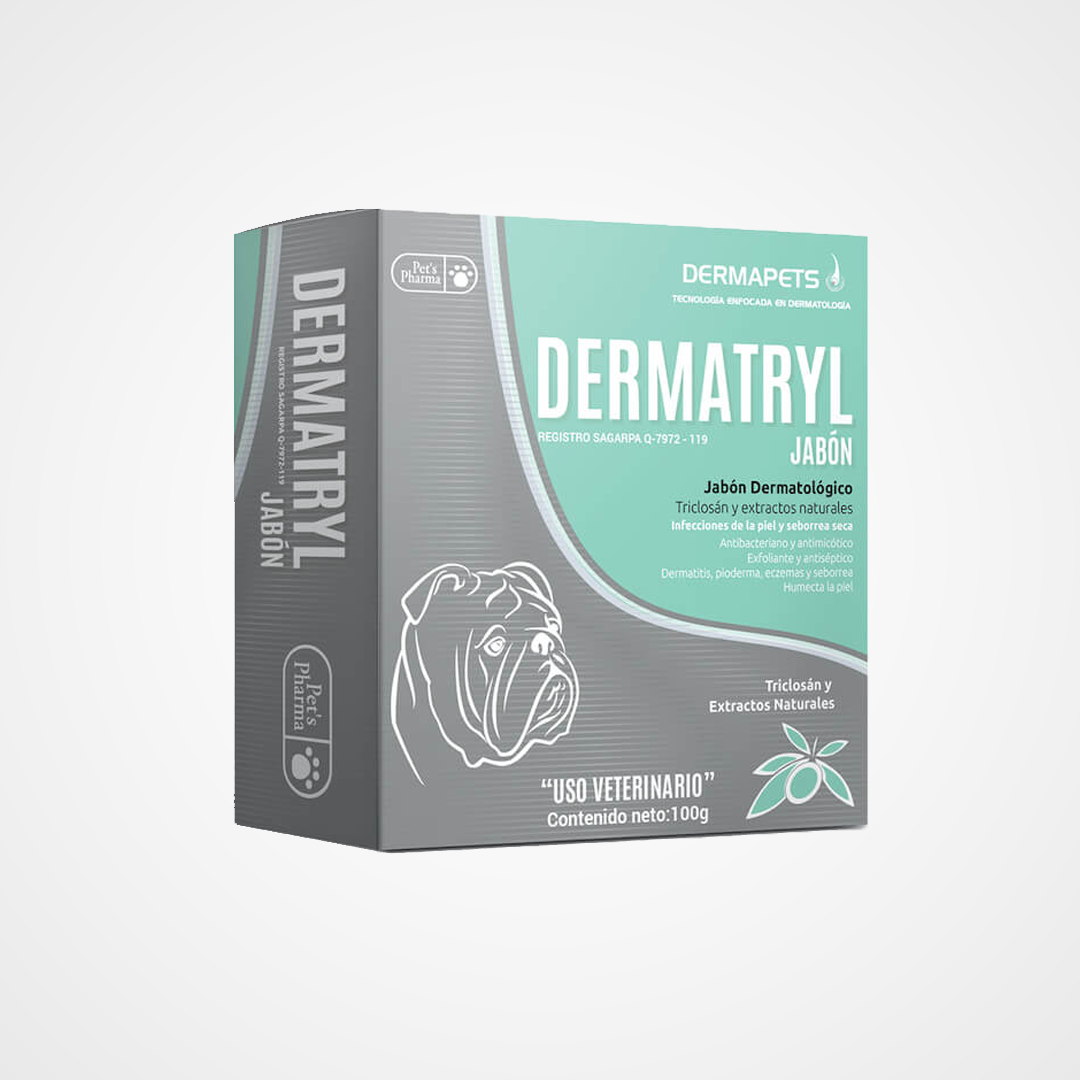 DERMATRYL
REGISTRO SAGARPA Q-7972-119
JABÓN
Pet's
Pharma
Pet's
Pharma
DERMAPETS
TECNOLOGÍA ENFOCADA EN DERMATOLOGÍA
DERMATRYL
REGISTRO SAGARPA Q-7972 - 119
JABÓN
Jabón Dermatológico
Triclosán y extractos naturales
Infecciones de la piel y seborrea seca
Antibacteriano y antimicótico
Exfoliante y antiséptico
Dermatitis, pioderma, eczemas y seborrea
Humecta la piel
Triclosán y
Extractos Naturales
“USO VETERINARIO”
Contenido neto:100g